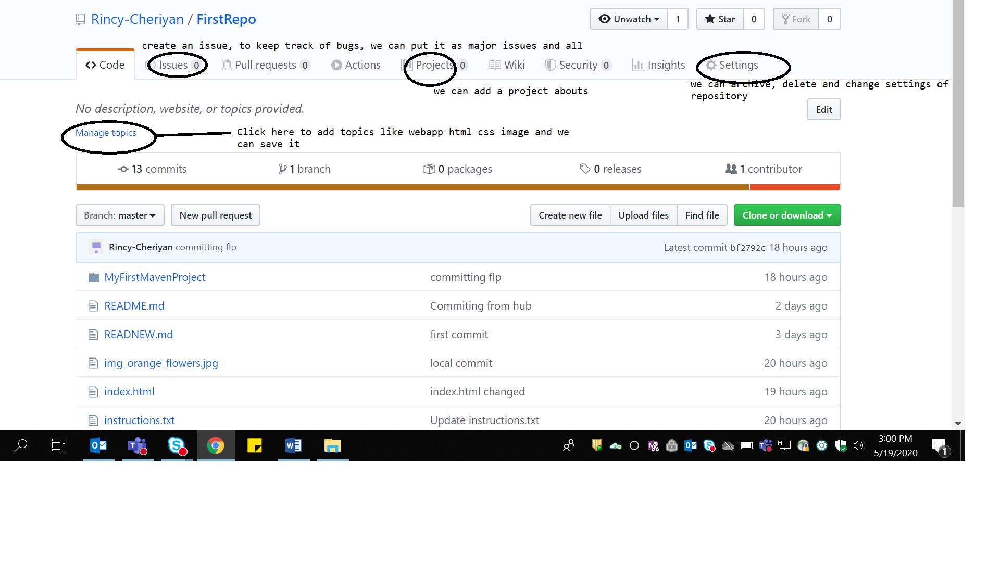 Rincy-Cheriyan / FirstRepo
Unwatch 1 Star 0 Fork 0
create an issue, to keep track of bugs, we can put it as major issues and all
Code Issues 0 Pull requests 0 Actions Projects 0 Wiki Security 0 Insights Settings
we can add a project abouts
we can archive, delete and change settings of
repository
No description, website, or topics provided.
Edit
Manage topics
Click here to add topics like webapp html css image and we
can save it
13 commits 1 branch 0 packages 0 releases 1 contributor
Branch: master New pull request Create new file Upload files Find file Clone or download
Rincy-Cheriyan committing flp Latest commit bf2792c 18 hours ago
MyFirstMavenProject committing flp 18 hours ago
README.md Commiting from hub 2 days ago
READNEW.md first commit 3 days ago
img_orange_flowers.jpg local commit 20 hours ago
index.html index.html changed 19 hours ago
instructions.txt Update instructions.txt 20 hours ago
3:00 PM
5/19/2020
1